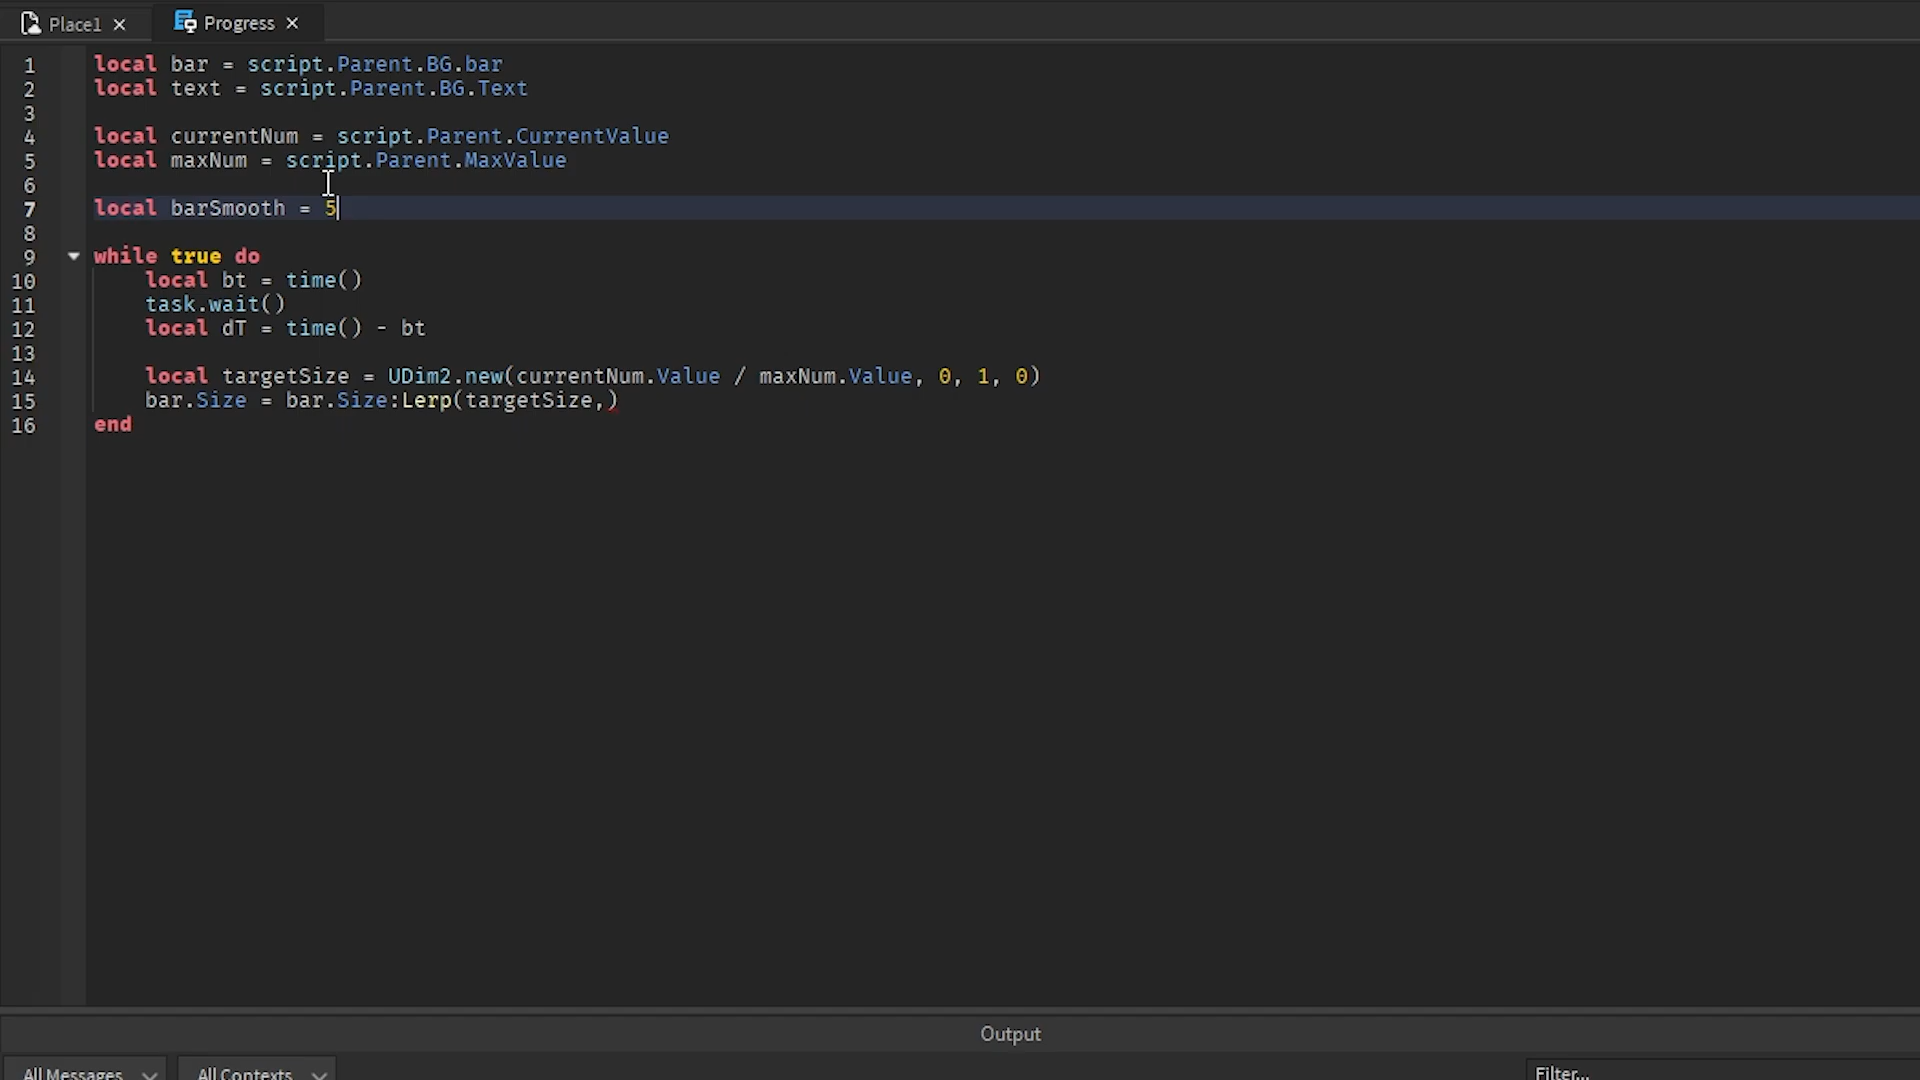 Place1 × Progress ×
1 local bar = script.Parent.BG.bar
2 local text = script.Parent.BG.Text
3
4 local currentNum = script.Parent.CurrentValue
5 local maxNum = script.Parent.MaxValue
6
7 local barSmooth = 5
8
9 while true do
10 local bt = time()
11 task.wait()
12 local dT = time() - bt
13
14 local targetSize = UDim2.new(currentNum.Value / maxNum.Value, 0, 1, 0)
15 bar.Size = bar.Size:Lerp(targetSize,)
16 end
Output
All Messages All Contexts Filter...